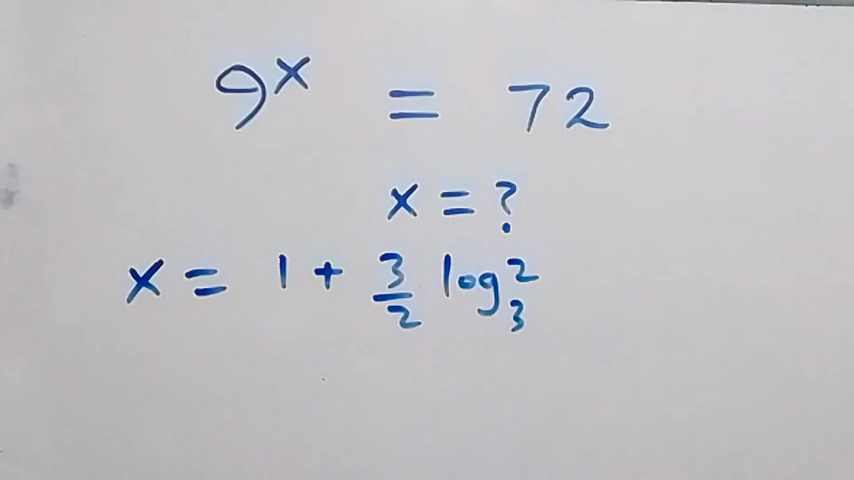 9^x = 72
x = ?
x = 1 + 3/2 log_3^2